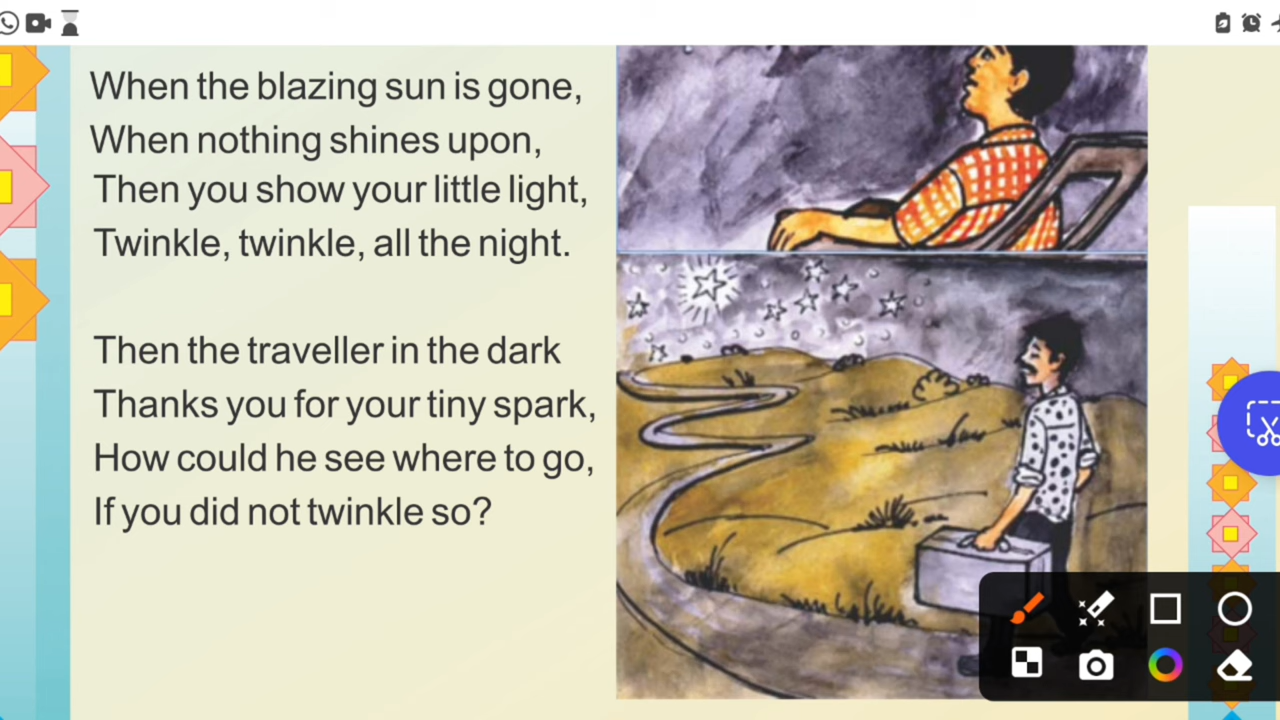 When the blazing sun is gone,
When nothing shines upon,
Then you show your little light,
Twinkle, twinkle, all the night.
Then the traveller in the dark
Thanks you for your tiny spark,
How could he see where to go,
If you did not twinkle so?